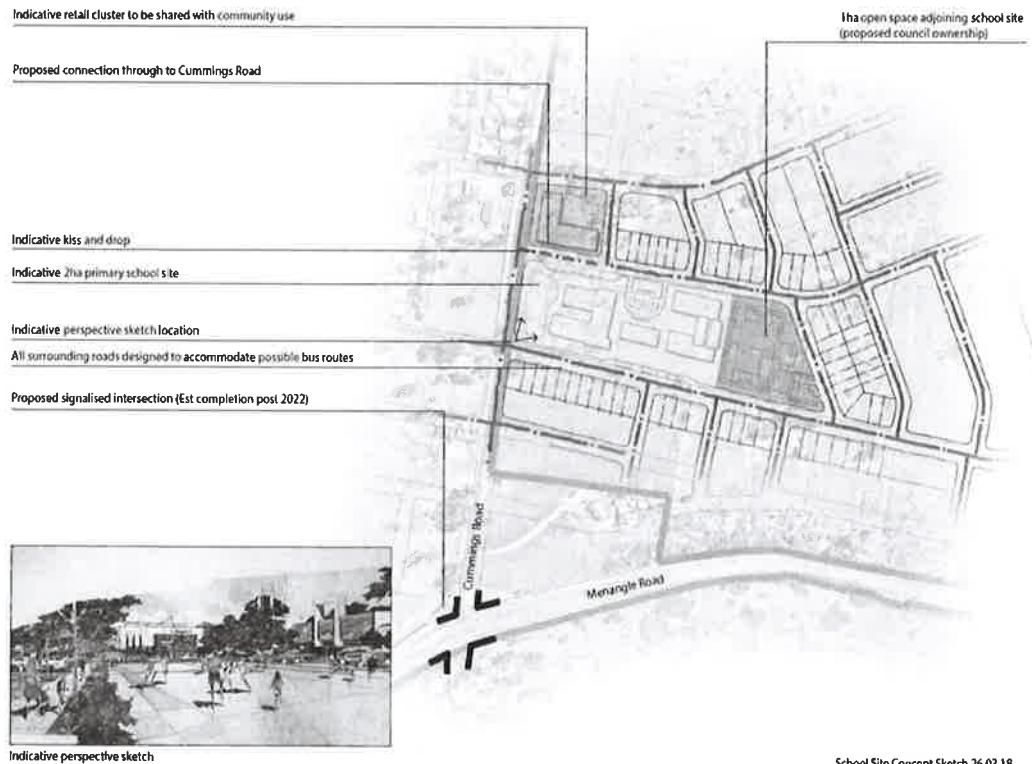 Indicative retail cluster to be shared with community use
1ha open space adjoining school site
(proposed council ownership)
Proposed connection through to Cummings Road
Indicative kiss and drop
Indicative 2ha primary school site
Indicative perspective sketch location
All surrounding roads designed to accommodate possible bus routes
Proposed signalised intersection (Est completion post 2022)
Cummings Road
Menangle Road
Indicative perspective sketch
School Site Concept Sketch 26.03.18